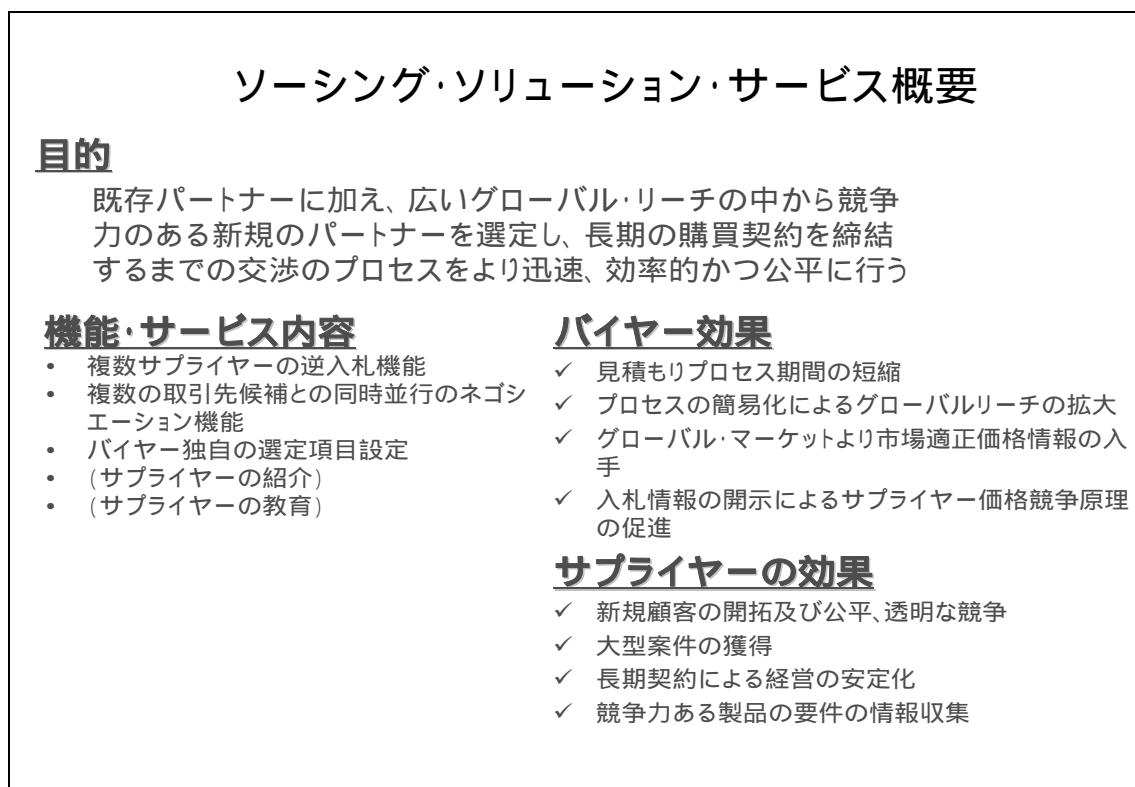 ソーシング・ソリューション・サービス概要
目的
既存パートナーに加え、広いグローバル・リーチの中から競争
力のある新規のパートナーを選定し、長期の購買契約を締結
するまでの交渉のプロセスをより迅速、効率的かつ公平に行う
機能・サービス内容
• 複数サプライヤーの逆入札機能
• 複数の取引先候補との同時並行のネゴシ
エーション機能
• バイヤー独自の選定項目設定
• (サプライヤーの紹介)
• (サプライヤーの教育)
バイヤー効果
✓ 見積もりプロセス期間の短縮
✓ プロセスの簡易化によるグローバルリーチの拡大
✓ グローバル・マーケットより市場適正価格情報の入
手
✓ 入札情報の開示によるサプライヤー価格競争原理
の促進
サプライヤーの効果
✓ 新規顧客の開拓及び公平、透明な競争
✓ 大型案件の獲得
✓ 長期契約による経営の安定化
✓ 競争力ある製品の要件の情報収集